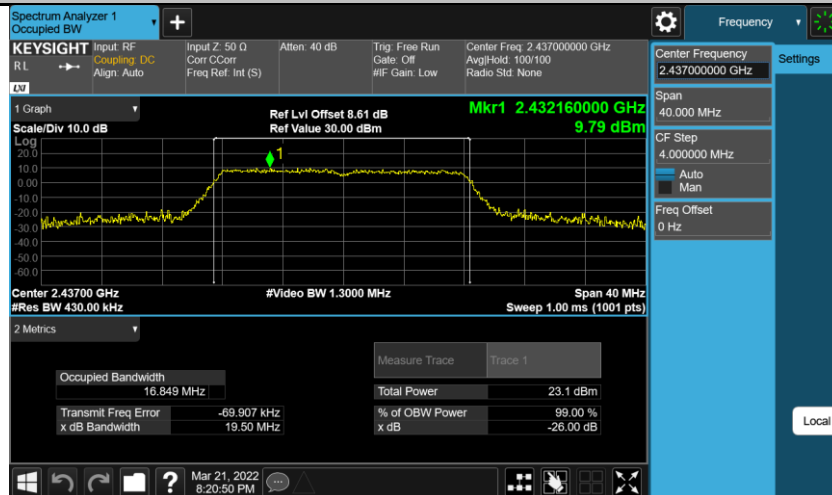 Spectrum Analyzer 1
Occupied BW
Frequency
KEYSIGHT
RL
LXI
Input: RF
Coupling: DC
Align: Auto
Input Z: 50 Ω
Corr CCorr
Freq Ref: Int (S)
Atten: 40 dB
Trig: Free Run
Gate: Off
#IF Gain: Low
Center Freq: 2.437000000 GHz
Avg|Hold: 100/100
Radio Std: None
1 Graph
Scale/Div 10.0 dB
Ref Lvl Offset 8.61 dB
Ref Value 30.00 dBm
Mkr1 2.432160000 GHz
9.79 dBm
Log
20.0
10.0
0.00
-10.0
-20.0
-30.0
-40.0
-50.0
-60.0
1
Center 2.43700 GHz
#Res BW 430.00 kHz
#Video BW 1.3000 MHz
Span 40 MHz
Sweep 1.00 ms (1001 pts)
2 Metrics
Measure Trace
Trace 1
Occupied Bandwidth
16.849 MHz
Total Power
23.1 dBm
Transmit Freq Error
-69.907 kHz
% of OBW Power
99.00 %
x dB Bandwidth
19.50 MHz
x dB
-26.00 dB
?
Mar 21, 2022
8:20:50 PM
Center Frequency
2.437000000 GHz
Settings
Span
40.000 MHz
CF Step
4.000000 MHz
Auto
Man
Freq Offset
0 Hz
Local